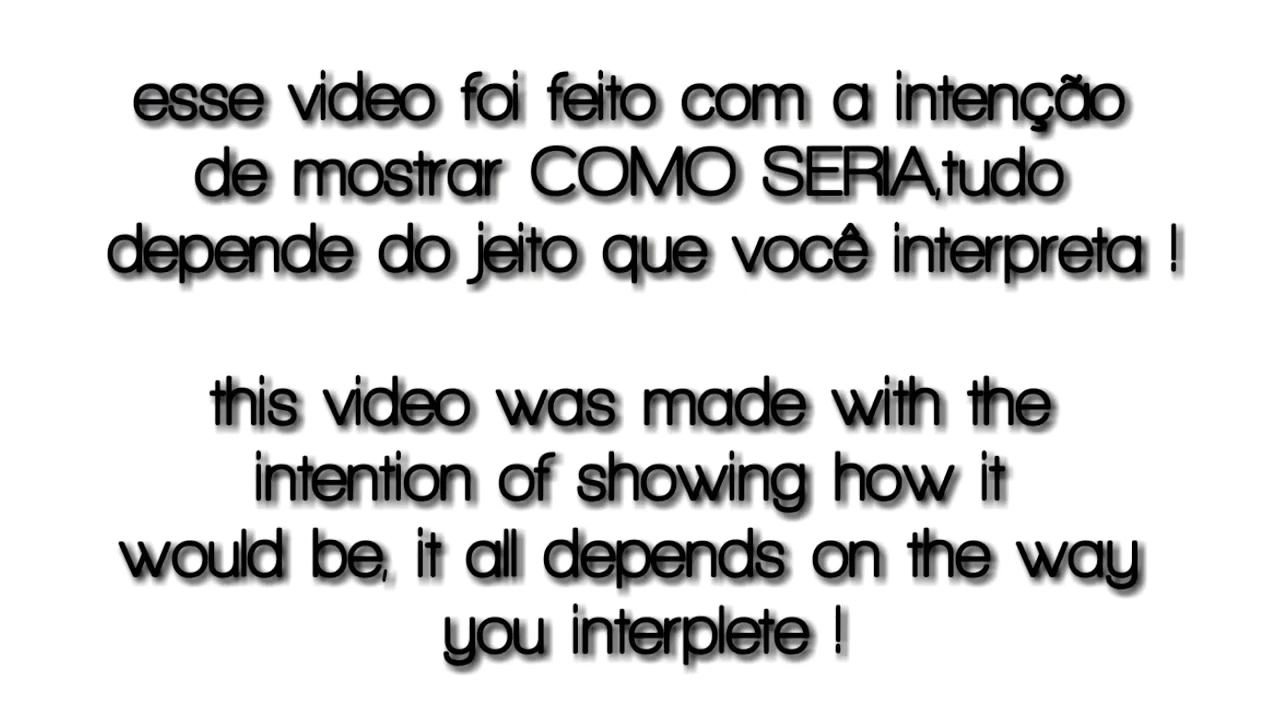 esse video foi feito com a intenção
de mostrar COMO SERIA,tudo
depende do jeito que você interpreta !
this video was made with the
intention of showing how it
would be, it all depends on the way
you interplete !